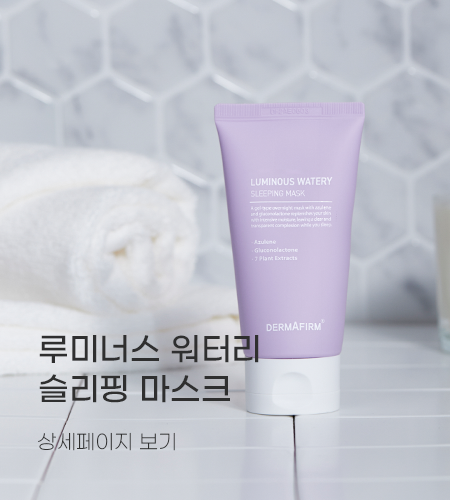 LUMINOUS WATERY
SLEEPING MASK
- Azulene
- Gluconolactone
- 7 Plant Extracts
DERMAFIRM
루미너스 워터리
슬리핑 마스크
상세페이지 보기